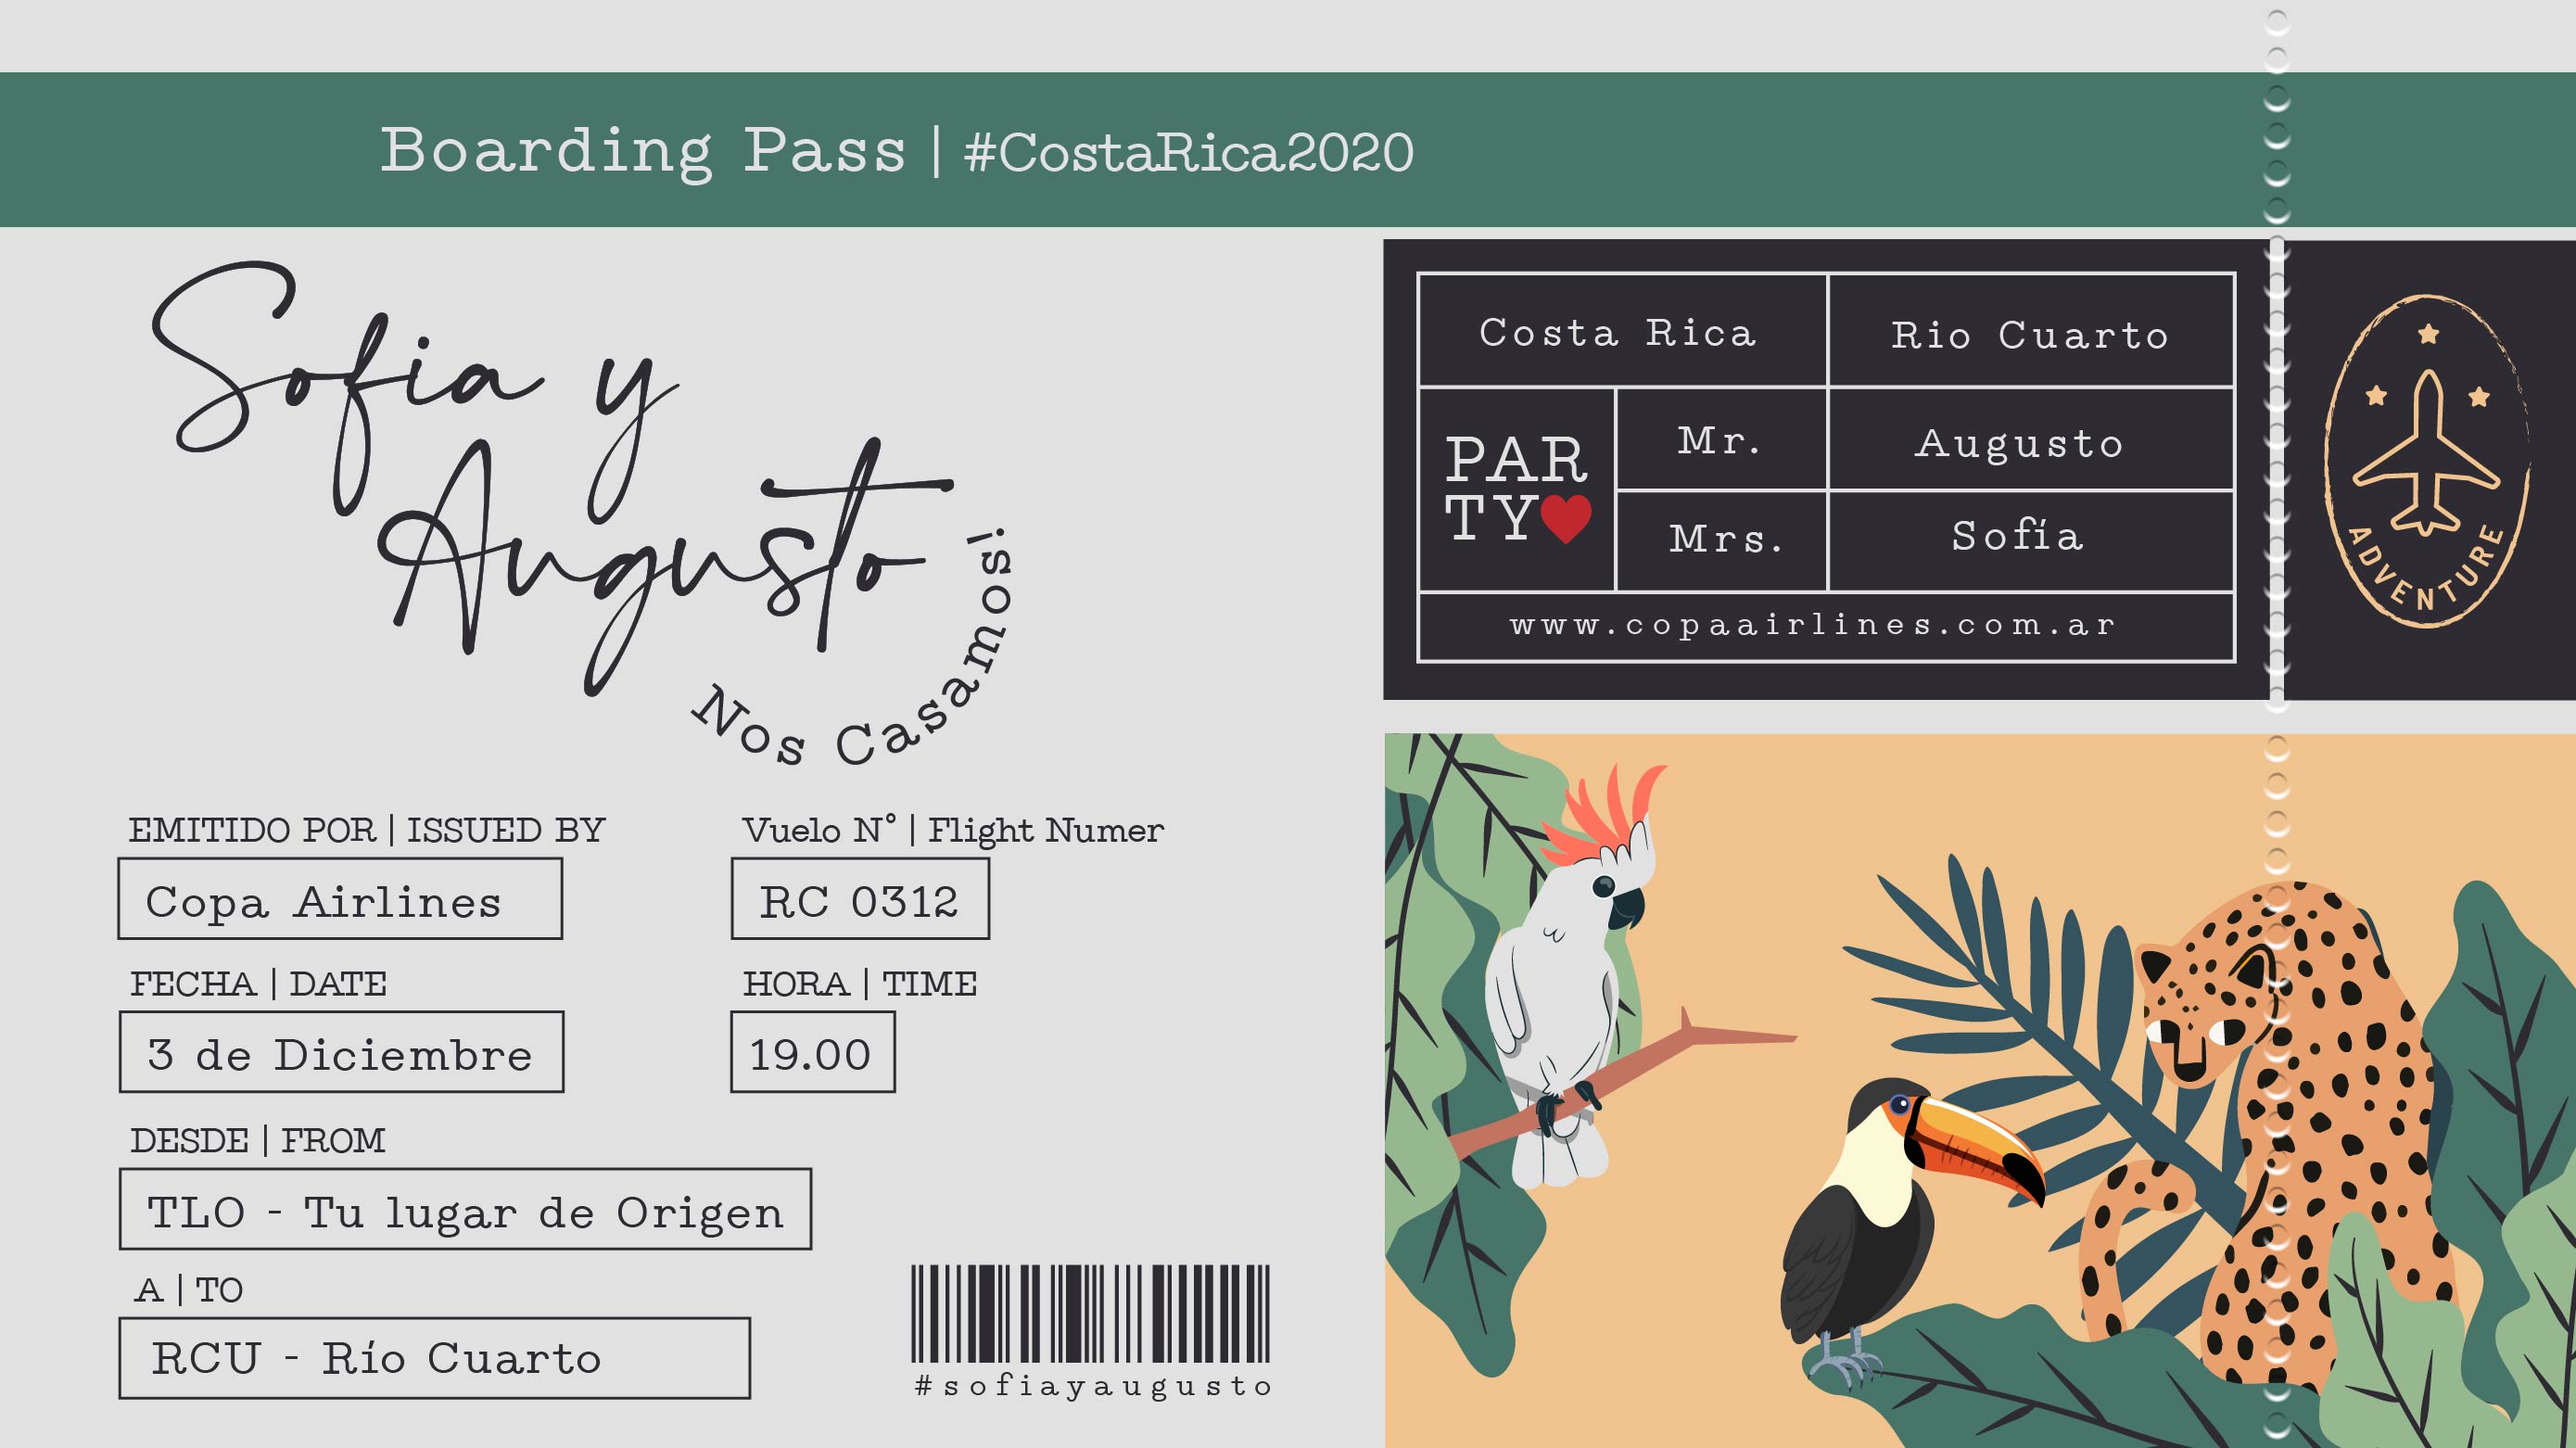 Boarding Pass | #CostaRica2020
Sofia y
Augusto
Nos Casamos!
EMITIDO POR | ISSUED BY
Copa Airlines
Vuelo N° | Flight Numer
RC 0312
FECHA | DATE
3 de Diciembre
HORA | TIME
19.00
DESDE | FROM
TLO - Tu lugar de Origen
A | TO
RCU - Río Cuarto
#sofiayaugusto
Costa Rica
Rio Cuarto
PAR
TY
Mr.
Augusto
Mrs.
Sofía
www.copaairlines.com.ar
ADVENTURE